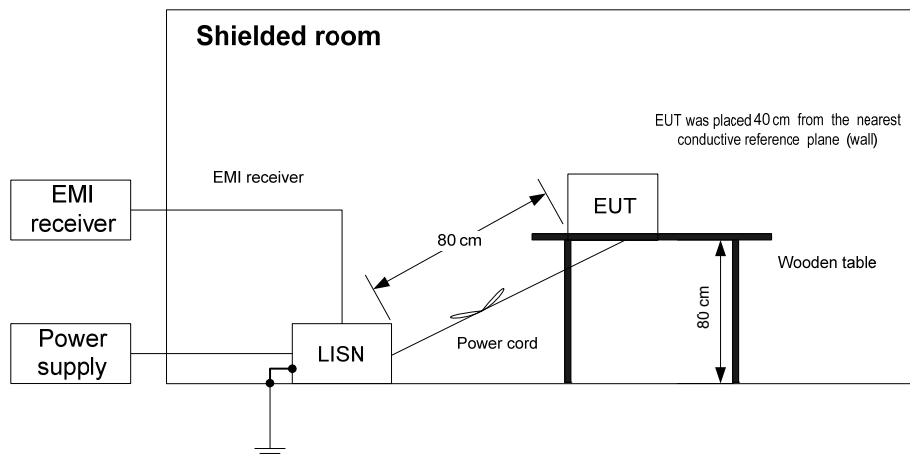 Shielded room
EUT was placed 40 cm from the nearest
conductive reference plane (wall)
EMI receiver
EMI
receiver
EUT
80 cm
Wooden table
80 cm
Power
supply
LISN
Power cord